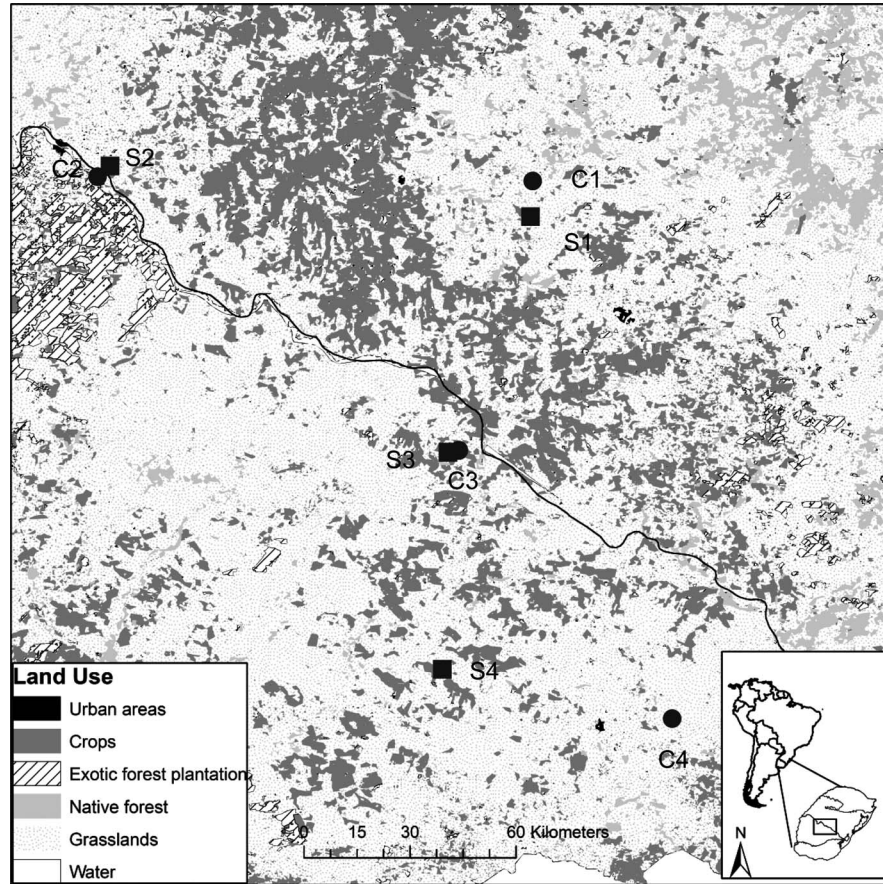 C2
S2
C1
S1
S3
C3
S4
C4
Land Use
Urban areas
Crops
Exotic forest plantation
Native forest
Grasslands
Water
0 15 30 60 Kilometers
N